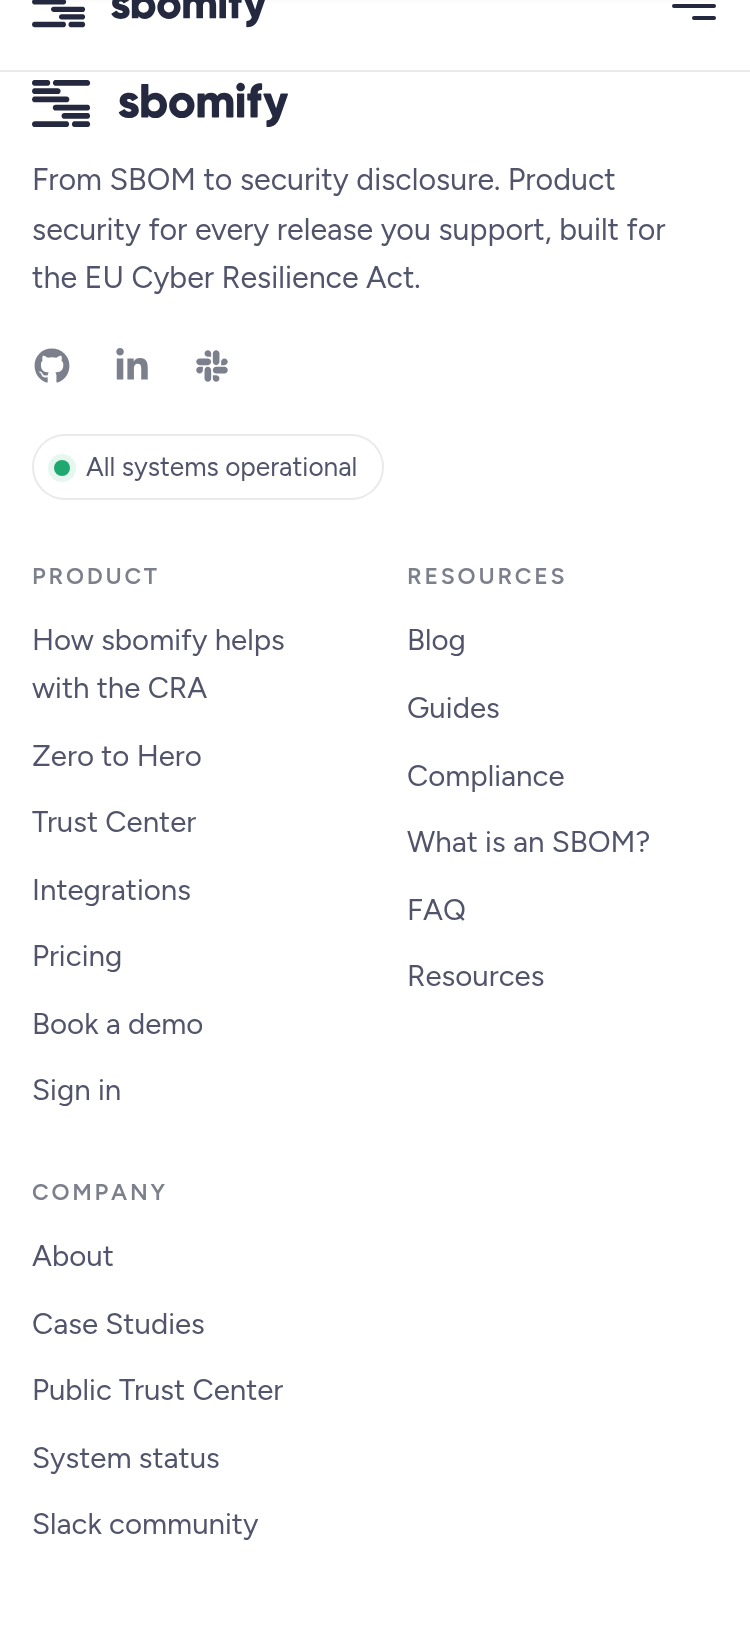 sbomify
sbomify
From SBOM to security disclosure. Product
security for every release you support, built for
the EU Cyber Resilience Act.
All systems operational
PRODUCT
How sbomify helps
with the CRA
Zero to Hero
Trust Center
Integrations
Pricing
Book a demo
Sign in
RESOURCES
Blog
Guides
Compliance
What is an SBOM?
FAQ
Resources
COMPANY
About
Case Studies
Public Trust Center
System status
Slack community